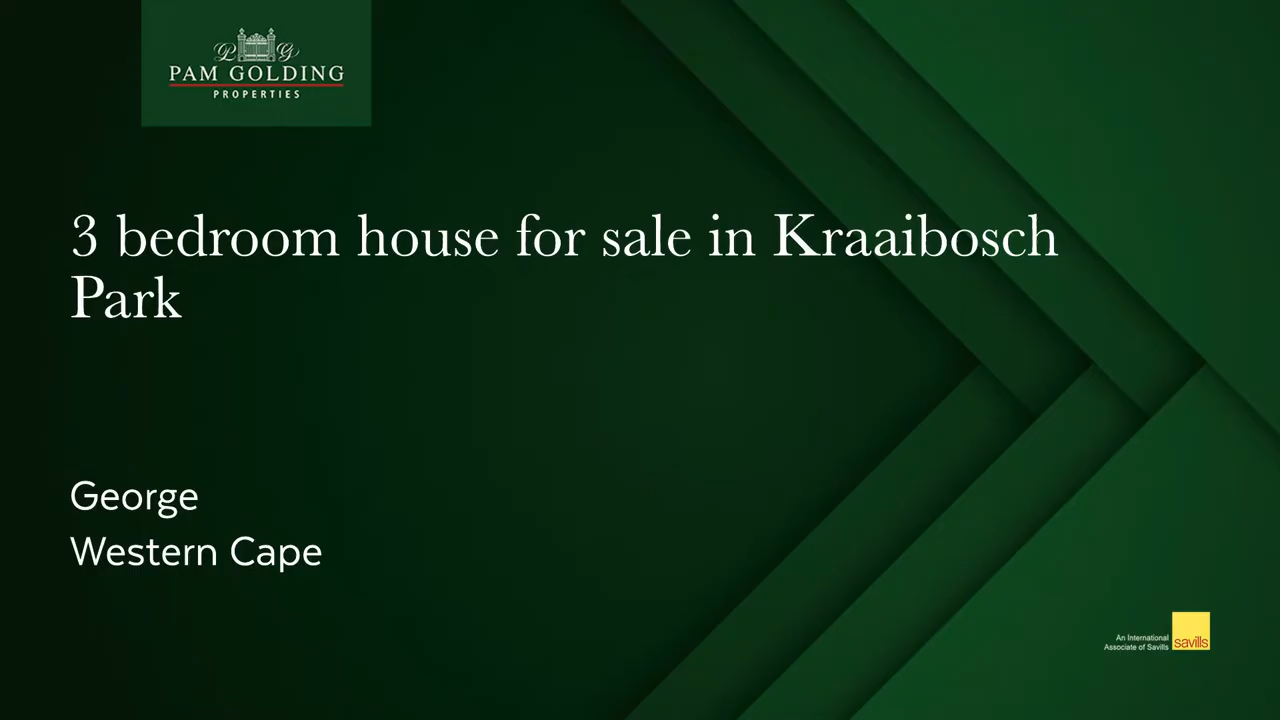 PG
PAM GOLDING
PROPERTIES
3 bedroom house for sale in Kraaibosch
Park
George
Western Cape
An International
Associate of Savills
savills